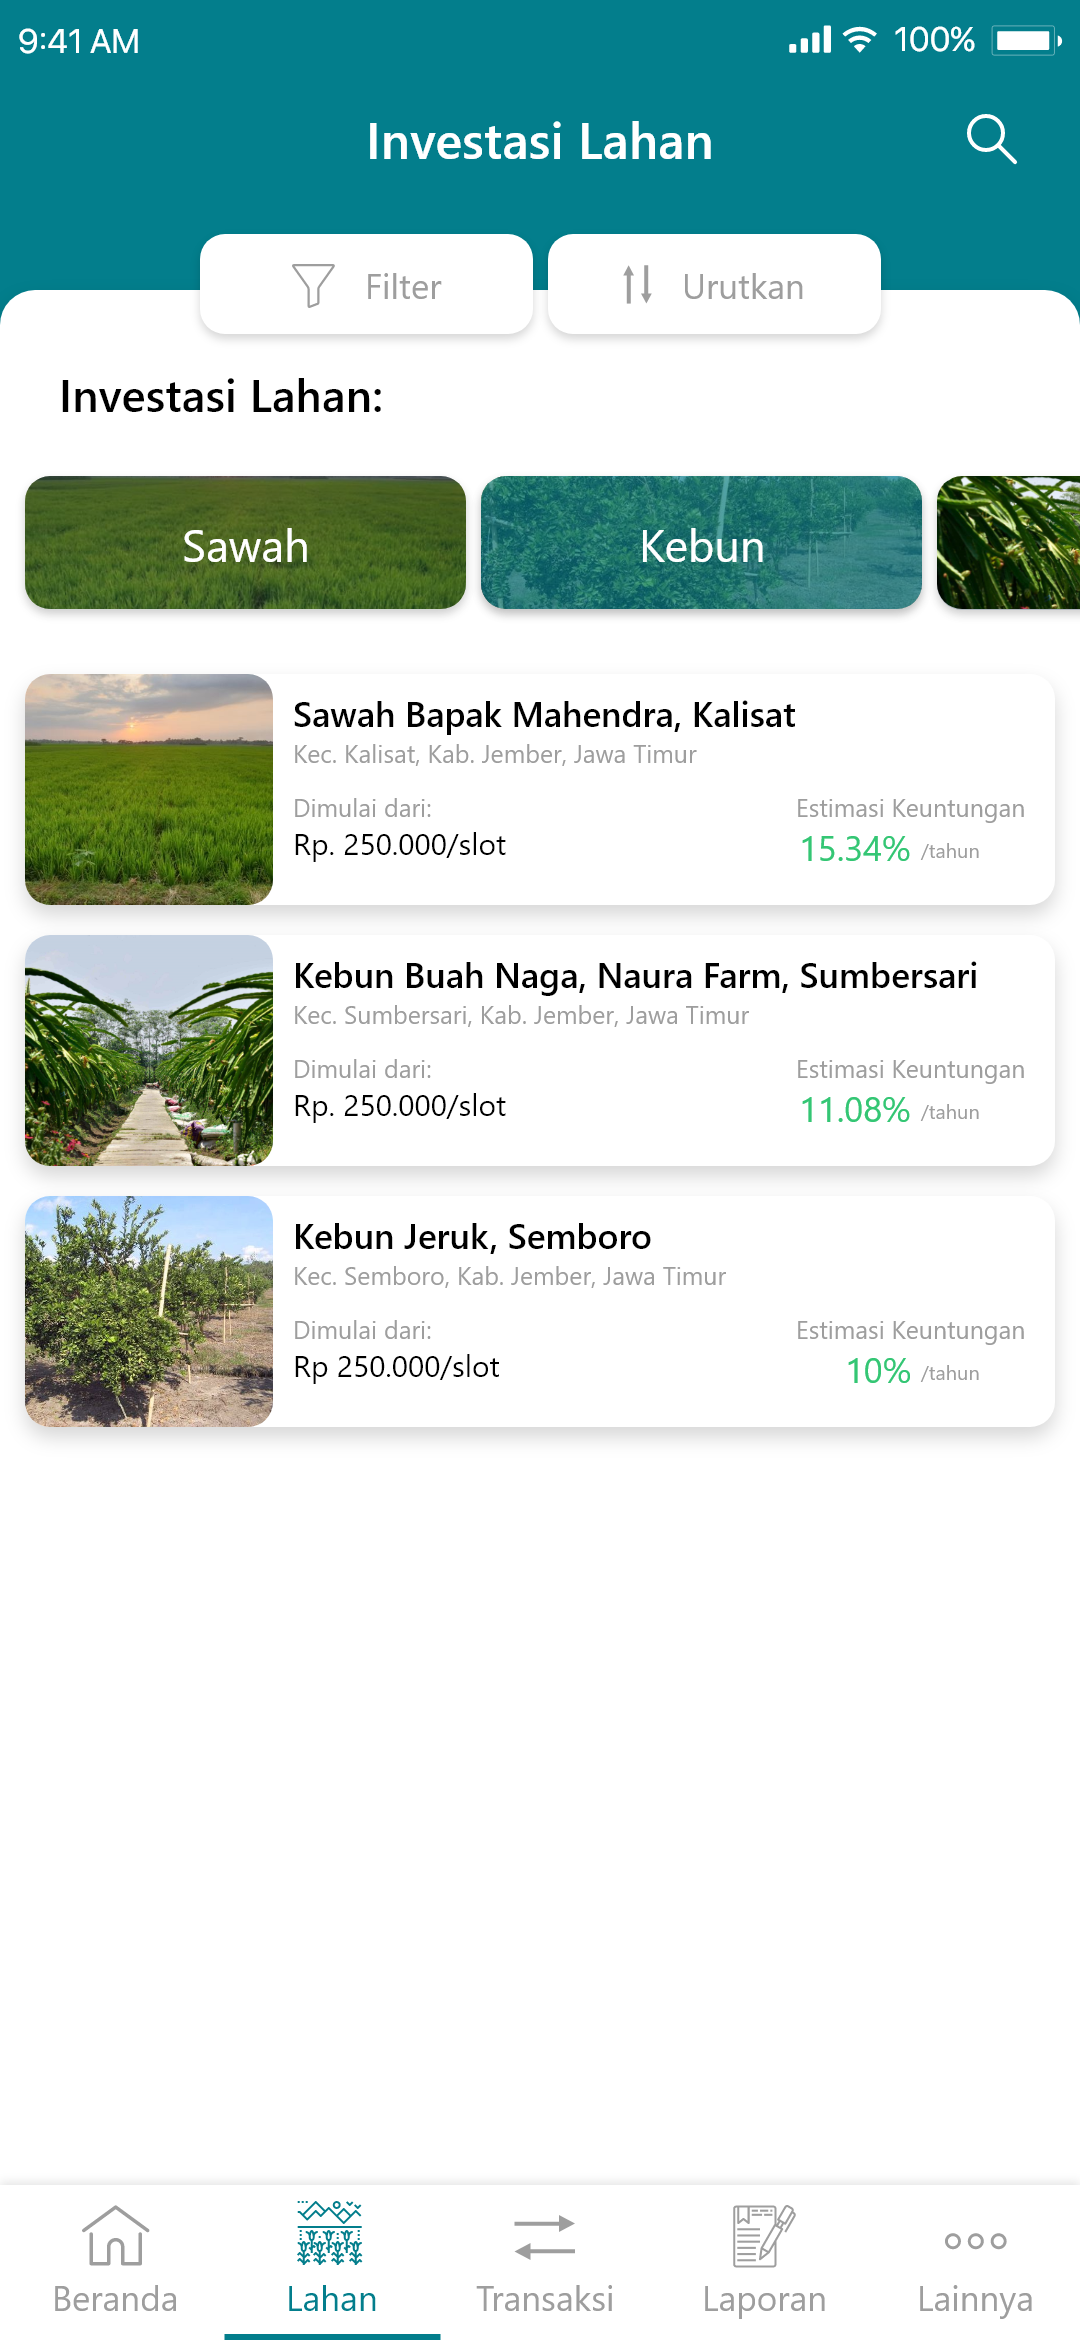 9:41 AM
100%
Investasi Lahan
Filter
Urutkan
Investasi Lahan:
Sawah
Kebun
Sawah Bapak Mahendra, Kalisat
Kec. Kalisat, Kab. Jember, Jawa Timur
Dimulai dari:
Estimasi Keuntungan
Rp. 250.000/slot
15.34% /tahun
Kebun Buah Naga, Naura Farm, Sumbersari
Kec. Sumbersari, Kab. Jember, Jawa Timur
Dimulai dari:
Estimasi Keuntungan
Rp. 250.000/slot
11.08% /tahun
Kebun Jeruk, Semboro
Kec. Semboro, Kab. Jember, Jawa Timur
Dimulai dari:
Estimasi Keuntungan
Rp 250.000/slot
10% /tahun
Beranda
Lahan
Transaksi
Laporan
Lainnya